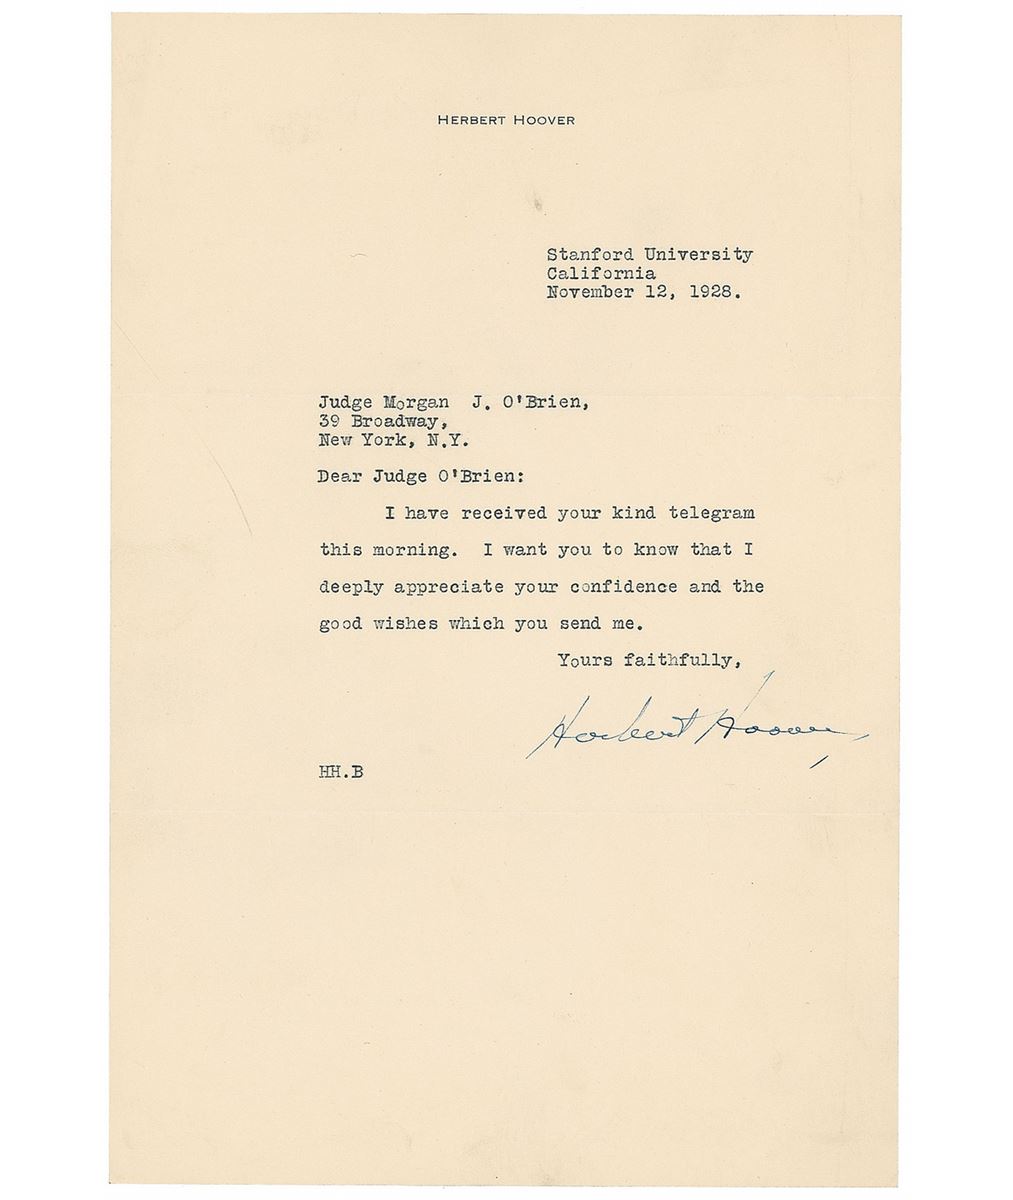 HERBERT HOOVER
Stanford University
California
November 12, 1928.
Judge Morgan J. O'Brien,
39 Broadway,
New York, N.Y.
Dear Judge O'Brien:
I have received your kind telegram
this morning. I want you to know that I
deeply appreciate your confidence and the
good wishes which you send me.
Yours faithfully,
Herbert Hoover
HH.B